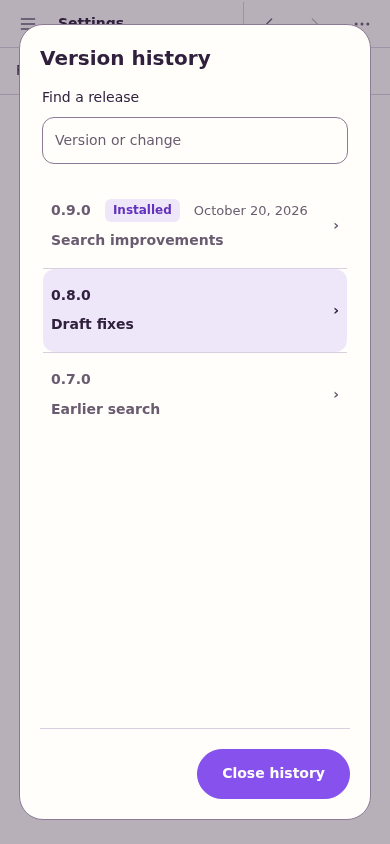 Settings
Version history
Find a release
Version or change
0.9.0 Installed October 20, 2026
Search improvements
0.8.0
Draft fixes
0.7.0
Earlier search
Close history